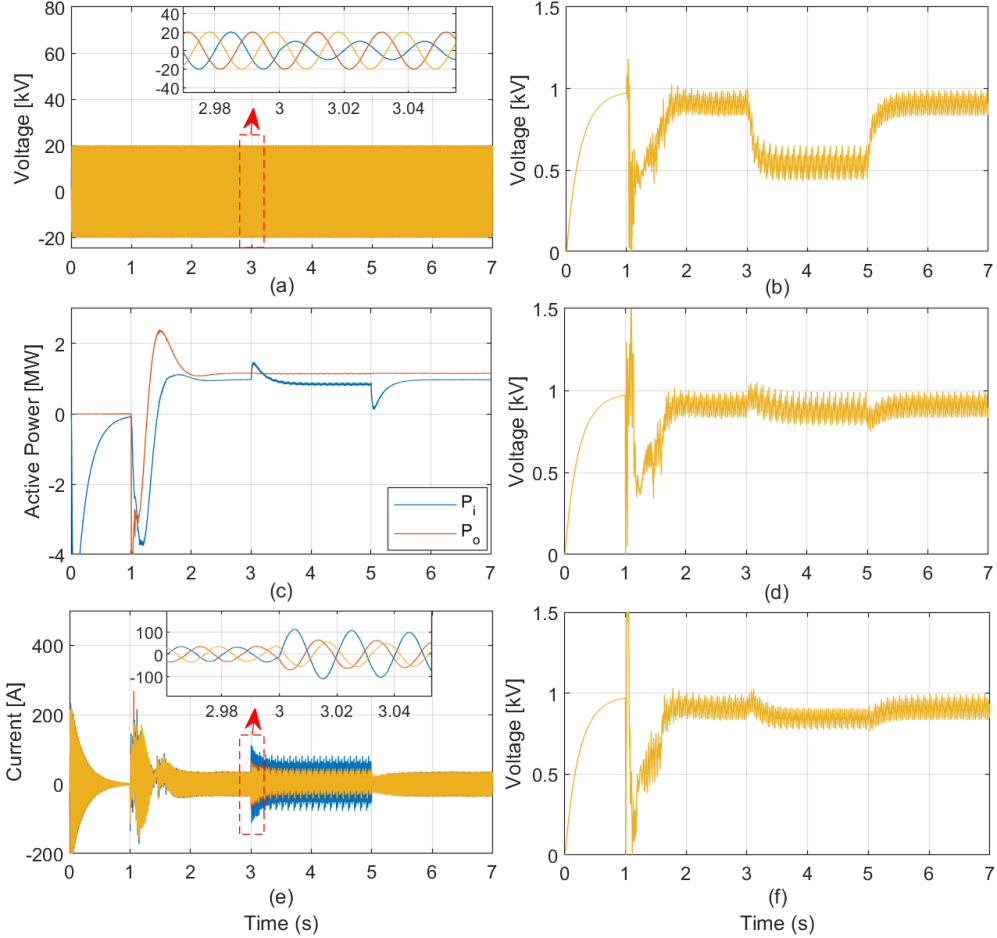 Voltage [kV]
80
60
40
20
0
-20
40
20
0
-20
-40
2.98
2.99
3
3.02
3.04
0 1 2 3 4 5 6 7
(a)
Voltage [kV]
1.5
1
0.5
0
0 1 2 3 4 5 6 7
(b)
Active Power [MW]
2
0
-2
-4
P_i
P_o
0 1 2 3 4 5 6 7
(c)
Voltage [kV]
1.5
1
0.5
0
0 1 2 3 4 5 6 7
(d)
Current [A]
400
200
0
-200
100
0
-100
2.98
3
3.02
3.04
0 1 2 3 4 5 6 7
(e)
Time (s)
Voltage [kV]
1.5
1
0.5
0
0 1 2 3 4 5 6 7
(f)
Time (s)